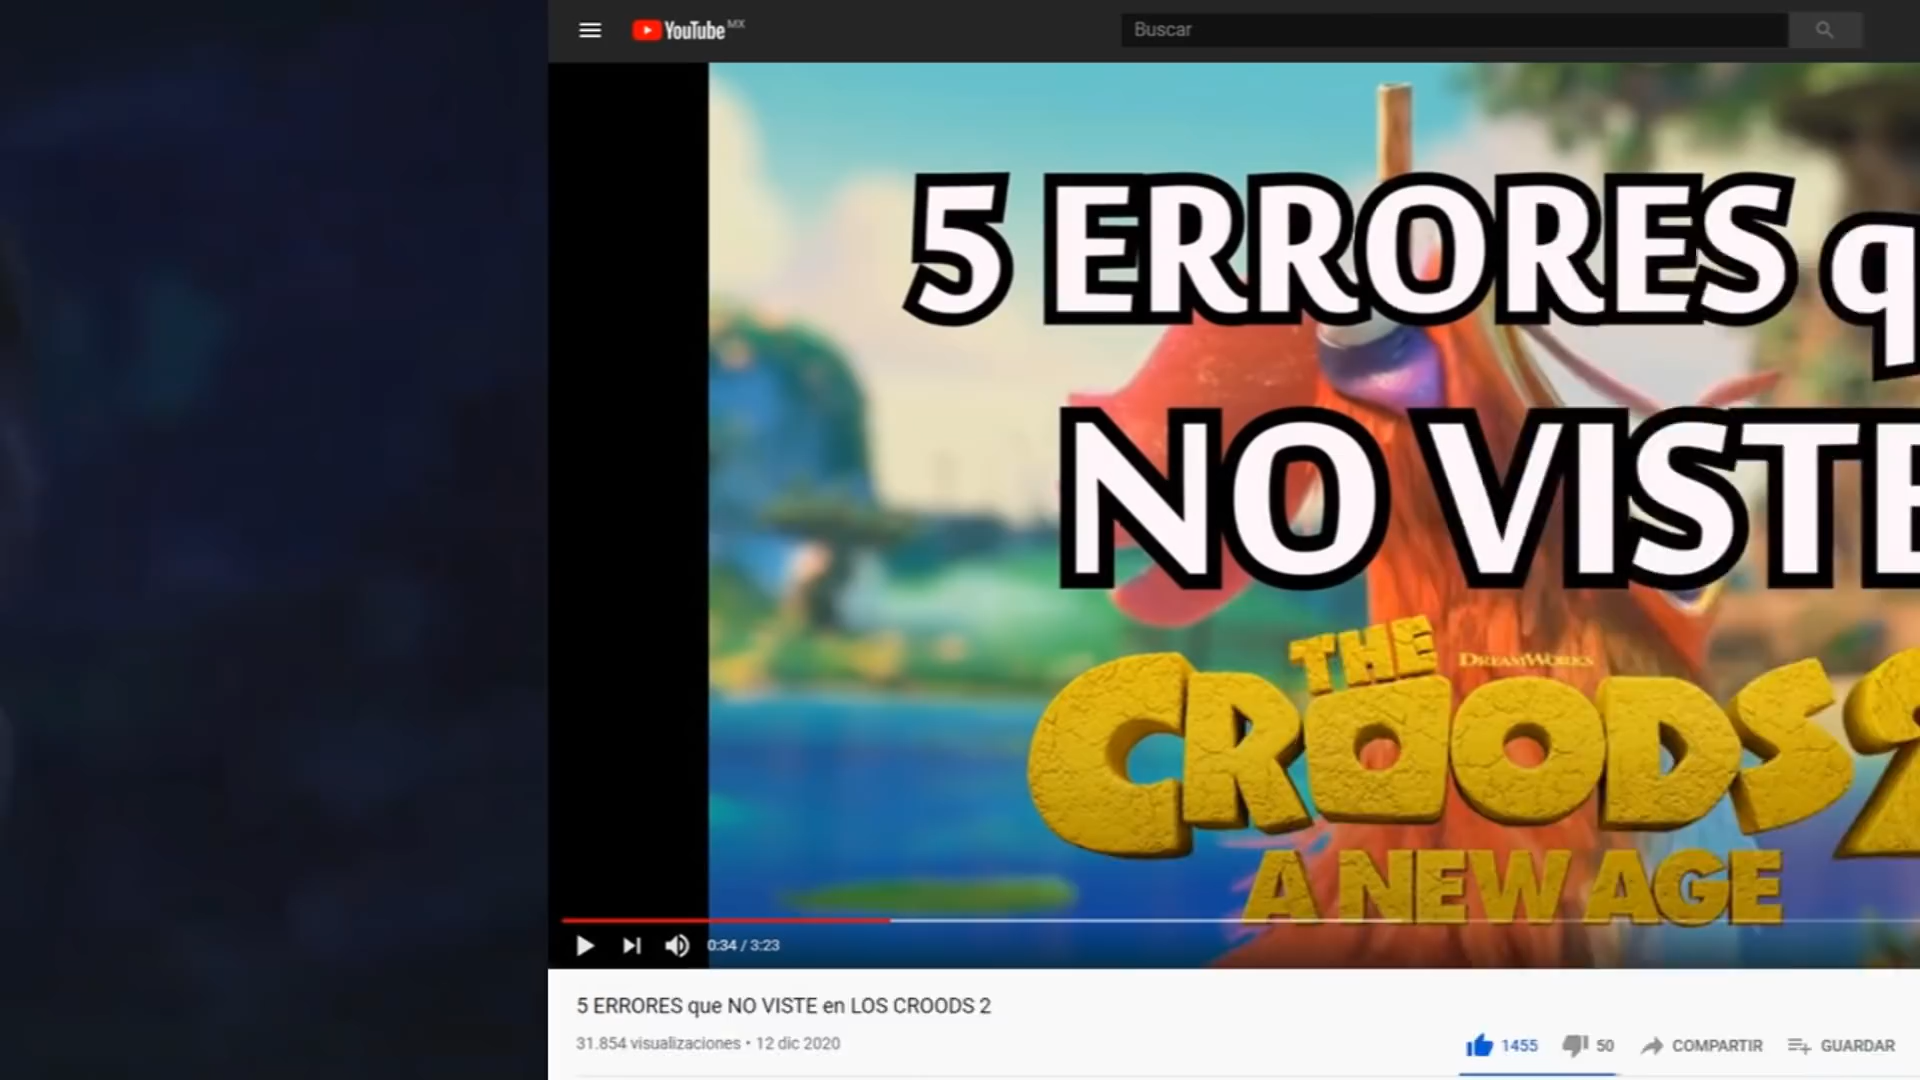 YouTube MX
Buscar
5 ERRORES q
NO VISTE
THE
DREAMWORKS
CROODS 2
A NEW AGE
0:34 / 3:23
5 ERRORES que NO VISTE en LOS CROODS 2
31.854 visualizaciones • 12 dic 2020
1455 50 COMPARTIR GUARDAR